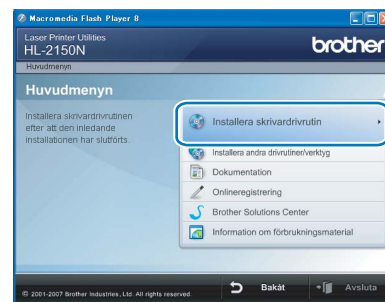 Macromedia Flash Player 8
Laser Printer Utilities
HL-2150N
brother
Huvudmenyn
Huvudmenyn
Installera skrivardrivrutinen
efter att den inledande
installationen har slutförts.
Installera skrivardrivrutin
Installera andra drivrutiner/verktyg
Dokumentation
Onlineregistrering
Brother Solutions Center
Information om förbrukningsmaterial
© 2001-2007 Brother Industries, Ltd. All rights reserved.
Bakåt
Avsluta